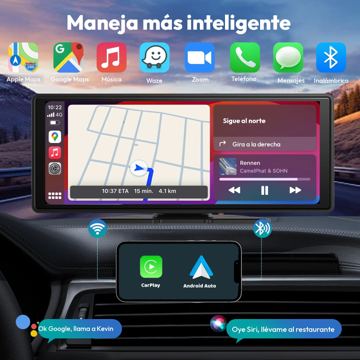 Maneja más inteligente
Apple Maps Google Maps Música Waze Zoom Teléfono Mensajes Inalámbrico
10:22
4G
Sigue al norte
Gira a la derecha
Rennen
CamelPhat & SOHN
10:37 ETA 15 min. 4.1 km
CarPlay Android Auto
Ok Google, llama a Kevin
Oye Siri, llévame al restaurante